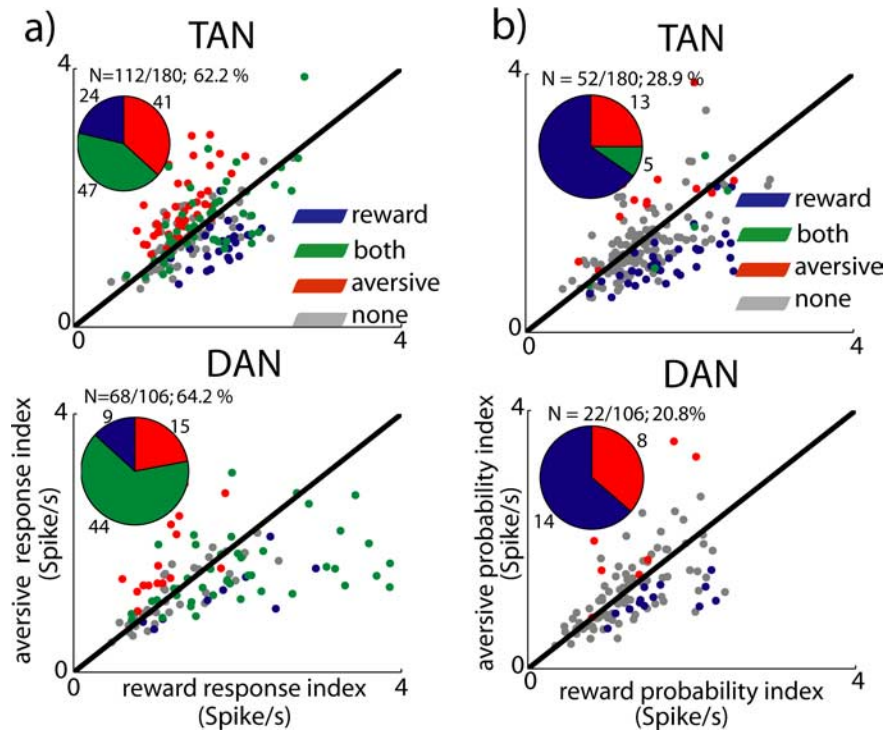 a)
TAN
4
N=112/180; 62.2 %
24
41
47
reward
both
aversive
none
0
0
4
DAN
4
N=68/106; 64.2 %
9
15
44
aversive response index
(Spike/s)
0
0
4
reward response index
(Spike/s)
b)
TAN
4
N = 52/180; 28.9 %
13
5
reward
both
aversive
none
0
0
4
DAN
4
N = 22/106; 20.8%
8
14
aversive probability index
(Spike/s)
0
0
4
reward probability index
(Spike/s)